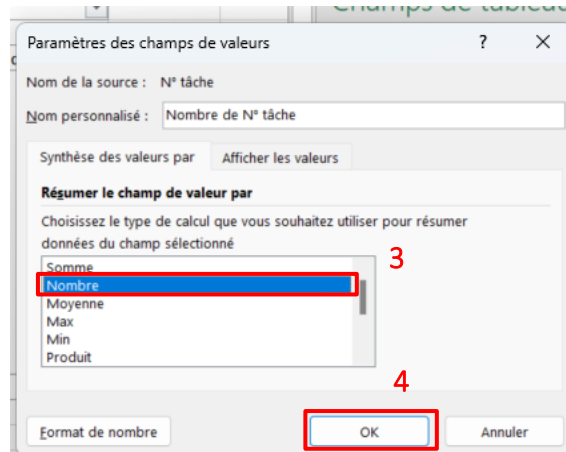 Champs de tableau
Paramètres des champs de valeurs ?
Nom de la source : N° tâche
Nom personnalisé : Nombre de N° tâche
Synthèse des valeurs par Afficher les valeurs
Résumer le champ de valeur par
Choisissez le type de calcul que vous souhaitez utiliser pour résumer
données du champ sélectionné
Somme
3
Nombre
Moyenne
Max
Min
Produit
4
Format de nombre OK Annuler